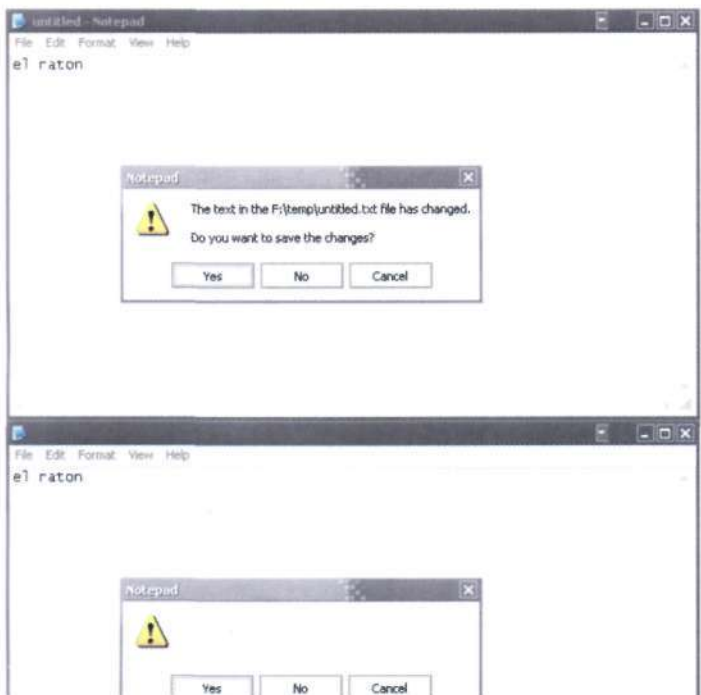 untitled - Notepad
File Edit Format View Help
el raton
Notepad
The text in the F:\temp\untitled.txt file has changed.
Do you want to save the changes?
Yes No Cancel
File Edit Format View Help
el raton
Notepad
Yes No Cancel